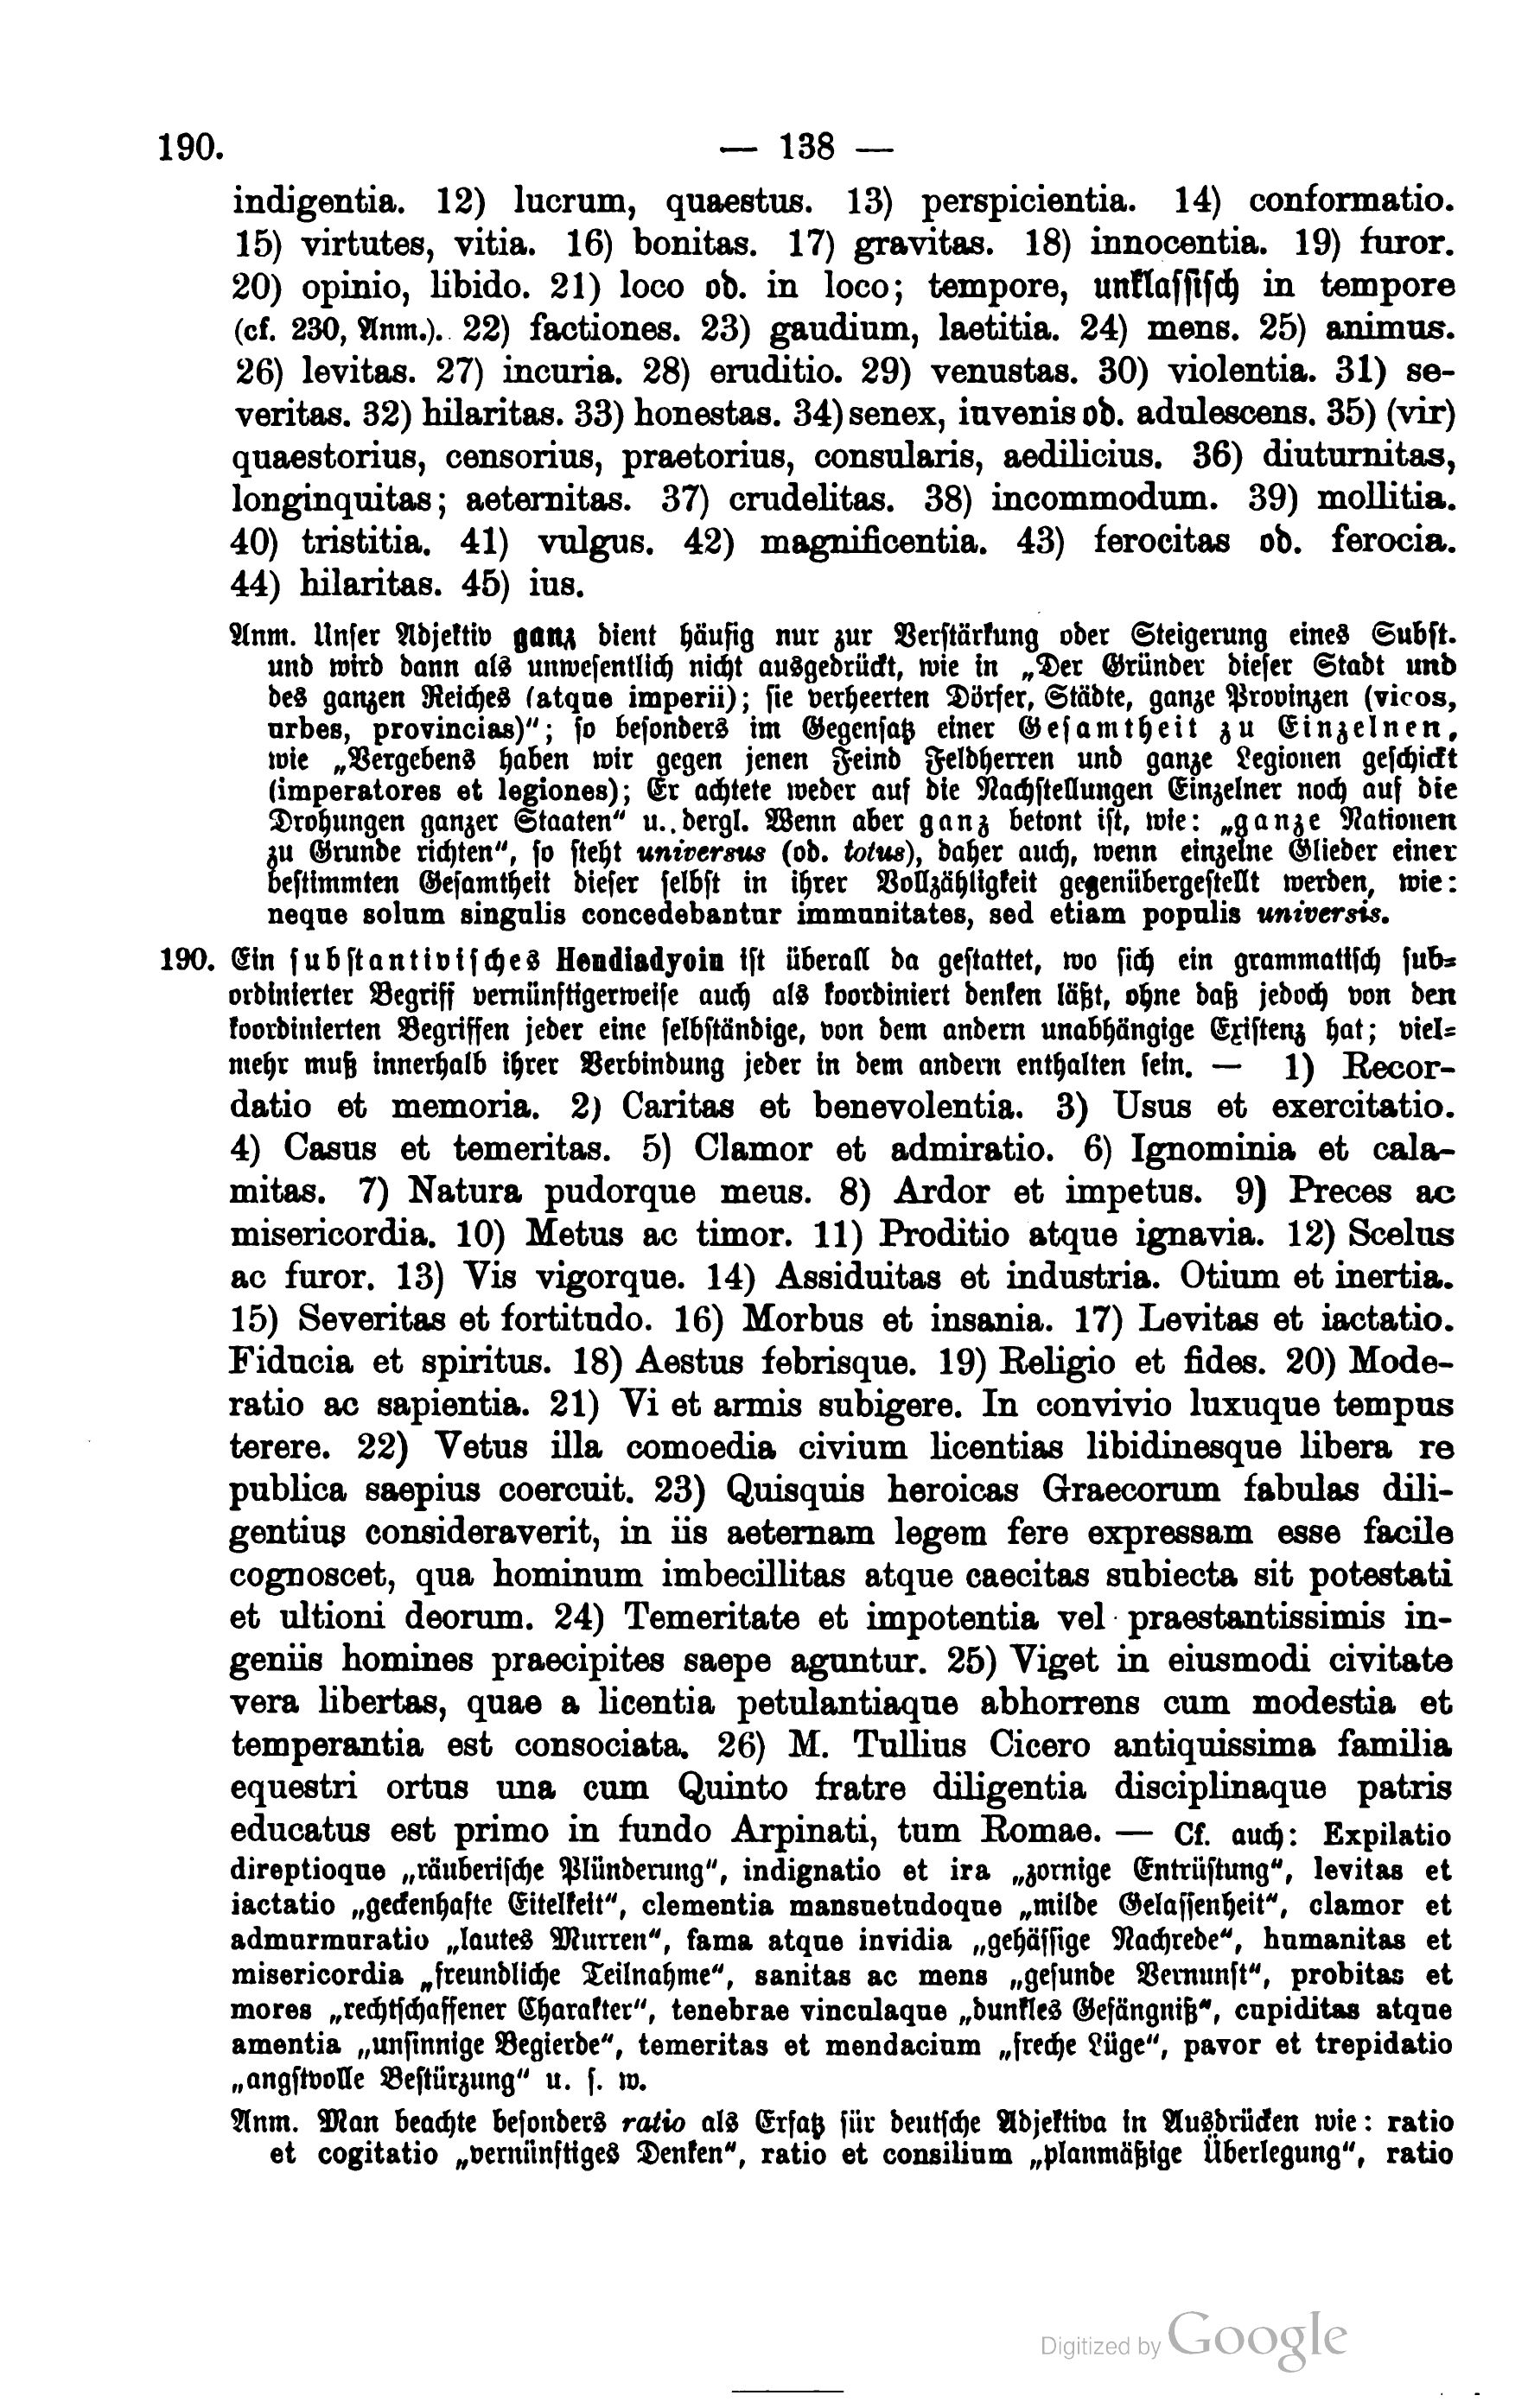 190.
— 138 —
indigentia. 12) lucrum, quaestus. 13) perspicientia. 14) conformatio.
15) virtutes, vitia. 16) bonitas. 17) gravitas. 18) innocentia. 19) furor.
20) opinio, libido. 21) loco od. in loco; tempore, unklassisch in tempore
(cf. 230, Anm.).. 22) factiones. 23) gaudium, laetitia. 24) mens. 25) animus.
26) levitas. 27) incuria. 28) eruditio. 29) venustas. 30) violentia. 31) se-
veritas. 32) hilaritas. 33) honestas. 34) senex, iuvenis od. adulescens. 35) (vir)
quaestorius, censorius, praetorius, consularis, aedilicius. 36) diuturnitas,
longinquitas; aeternitas. 37) crudelitas. 38) incommodum. 39) mollitia.
40) tristitia. 41) vulgus. 42) magnificentia. 43) ferocitas od. ferocia.
44) hilaritas. 45) ius.
Anm. Unser Adjektiv ganz dient häufig nur zur Verstärkung oder Steigerung eines Subst.
und wird dann als unwesentlich nicht ausgedrückt, wie in „Der Gründer dieser Stadt und
des ganzen Reiches (atque imperii); sie verheerten Dörfer, Städte, ganze Provinzen (vicos,
urbes, provincias)“; so besonders im Gegensatz einer Gesamtheit zu Einzelnen,
wie „Vergebens haben wir gegen jenen Feind Feldherren und ganze Legionen geschickt
(imperatores et legiones); Er achtete weder auf die Nachstellungen Einzelner noch auf die
Drohungen ganzer Staaten“ u. dergl. Wenn aber ganz betont ist, wie: „ganze Nationen
zu Grunde richten“, so steht universus (od. totus), daher auch, wenn einzelne Glieder einer
bestimmten Gesamtheit dieser selbst in ihrer Vollzähligkeit gegenübergestellt werden, wie:
neque solum singulis concedebantur immunitates, sed etiam populis universis.
190. Ein substantivisches Hendiadyoin ist überall da gestattet, wo sich ein grammatisch sub-
ordinierter Begriff vernünftigerweise auch als koordiniert denken läßt, ohne daß jedoch von den
koordinierten Begriffen jeder eine selbständige, von dem andern unabhängige Existenz hat; viel-
mehr muß innerhalb ihrer Verbindung jeder in dem andern enthalten sein. — 1) Recor-
datio et memoria. 2) Caritas et benevolentia. 3) Usus et exercitatio.
4) Casus et temeritas. 5) Clamor et admiratio. 6) Ignominia et cala-
mitas. 7) Natura pudorque meus. 8) Ardor et impetus. 9) Preces ac
misericordia. 10) Metus ac timor. 11) Proditio atque ignavia. 12) Scelus
ac furor. 13) Vis vigorque. 14) Assiduitas et industria. Otium et inertia.
15) Severitas et fortitudo. 16) Morbus et insania. 17) Levitas et iactatio.
Fiducia et spiritus. 18) Aestus febrisque. 19) Religio et fides. 20) Mode-
ratio ac sapientia. 21) Vi et armis subigere. In convivio luxuque tempus
terere. 22) Vetus illa comoedia civium licentias libidinesque libera re
publica saepius coercuit. 23) Quisquis heroicas Graecorum fabulas dili-
gentius consideraverit, in iis aeternam legem fere expressam esse facile
cognoscet, qua hominum imbecillitas atque caecitas subiecta sit potestati
et ultioni deorum. 24) Temeritate et impotentia vel praestantissimis in-
geniis homines praecipites saepe aguntur. 25) Viget in eiusmodi civitate
vera libertas, quae a licentia petulantiaque abhorrens cum modestia et
temperantia est consociata. 26) M. Tullius Cicero antiquissima familia
equestri ortus una cum Quinto fratre diligentia disciplinaque patris
educatus est primo in fundo Arpinati, tum Romae. — Cf. auch: Expilatio
direptioque „räuberische Plünderung“, indignatio et ira „zornige Entrüstung“, levitas et
iactatio „geckenhafte Eitelkeit“, clementia mansuetudoque „milde Gelassenheit“, clamor et
admurmuratio „lautes Murren“, fama atque invidia „gehässige Nachrede“, humanitas et
misericordia „freundliche Teilnahme“, sanitas ac mens „gesunde Vernunft“, probitas et
mores „rechtschaffener Charakter“, tenebrae vinculaque „dunkles Gefängniß“, cupiditas atque
amentia „unsinnige Begierde“, temeritas et mendacium „freche Lüge“, pavor et trepidatio
„angstvolle Bestürzung“ u. s. w.
Anm. Man beachte besonders ratio als Ersatz für deutsche Adjektiva in Ausdrücken wie: ratio
et cogitatio „vernünftiges Denken“, ratio et consilium „planmäßige Überlegung“, ratio
Digitized by Google